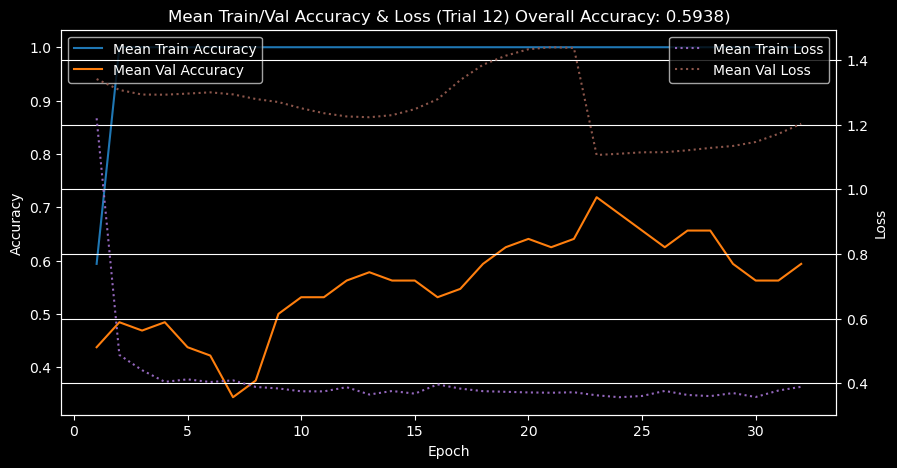 Mean Train/Val Accuracy & Loss (Trial 12) Overall Accuracy: 0.5938)
Mean Train Accuracy
Mean Val Accuracy
Mean Train Loss
Mean Val Loss
Accuracy
1.0
0.9
0.8
0.7
0.6
0.5
0.4
1.4
1.2
1.0
0.8
0.6
0.4
Loss
0
5
10
15
20
25
30
Epoch